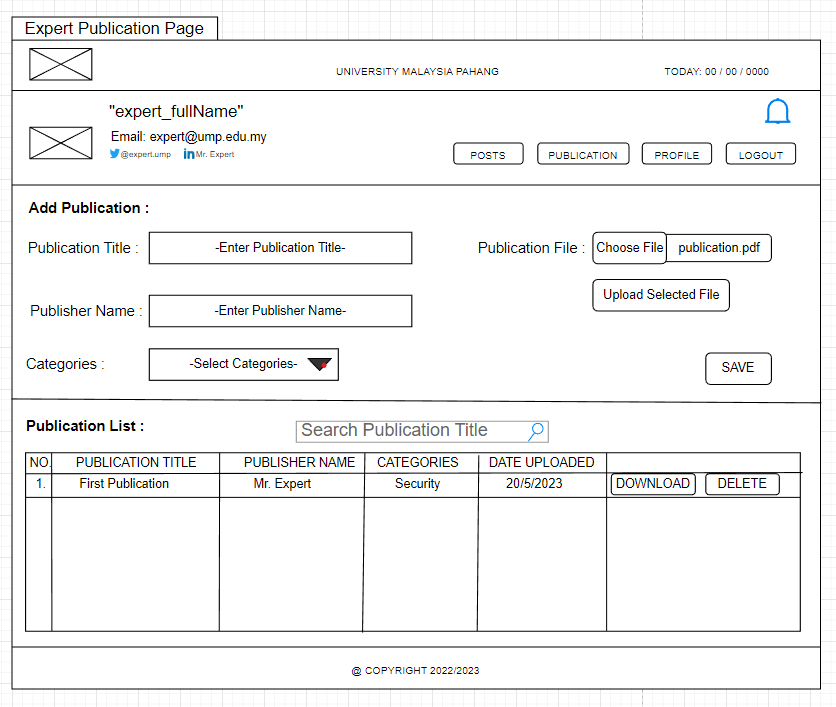 Expert Publication Page
UNIVERSITY MALAYSIA PAHANG
TODAY: 00 / 00 / 0000
"expert_fullName"
Email: expert@ump.edu.my
@expert.ump in Mr. Expert
POSTS PUBLICATION PROFILE LOGOUT
Add Publication :
Publication Title : -Enter Publication Title- Publication File : Choose File publication.pdf
Upload Selected File
Publisher Name : -Enter Publisher Name-
Categories : -Select Categories- SAVE
Publication List : Search Publication Title
NO. PUBLICATION TITLE PUBLISHER NAME CATEGORIES DATE UPLOADED
1. First Publication Mr. Expert Security 20/5/2023 DOWNLOAD DELETE
@ COPYRIGHT 2022/2023